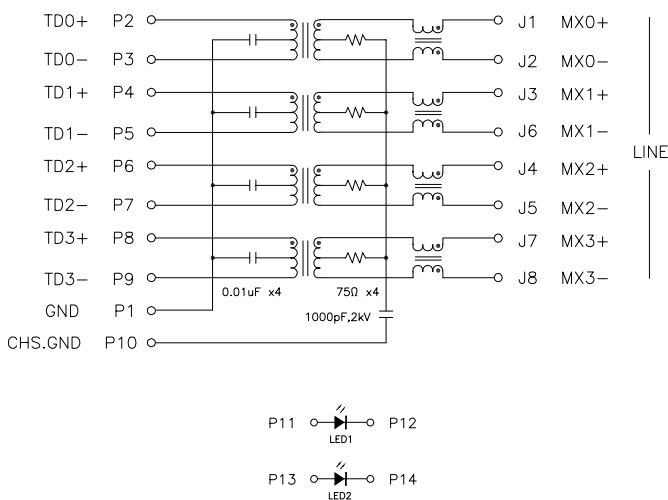 TD0+ P2 J1 MX0+
TD0- P3 J2 MX0-
TD1+ P4 J3 MX1+
TD1- P5 J6 MX1-
LINE
TD2+ P6 J4 MX2+
TD2- P7 J5 MX2-
TD3+ P8 J7 MX3+
TD3- P9 J8 MX3-
0.01uF x4 75Ω x4
GND P1
1000pF,2kV
CHS.GND P10
P11 P12
LED1
P13 P14
LED2